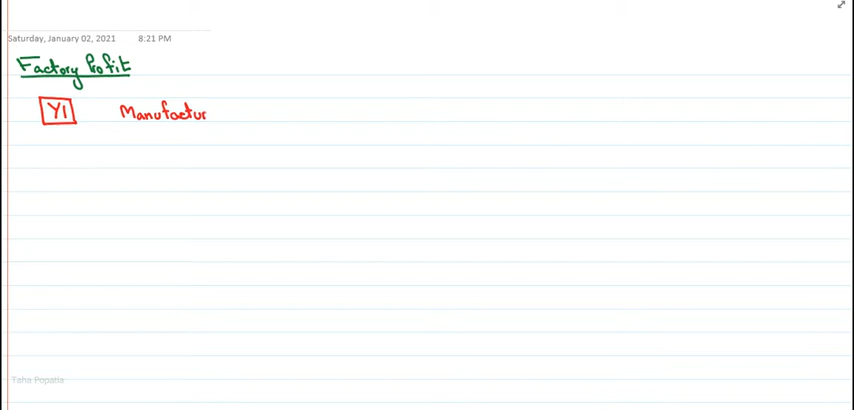 Saturday, January 02, 2021 8:21 PM
Factory Profit
Y1 Manufactur
Taha Popatia